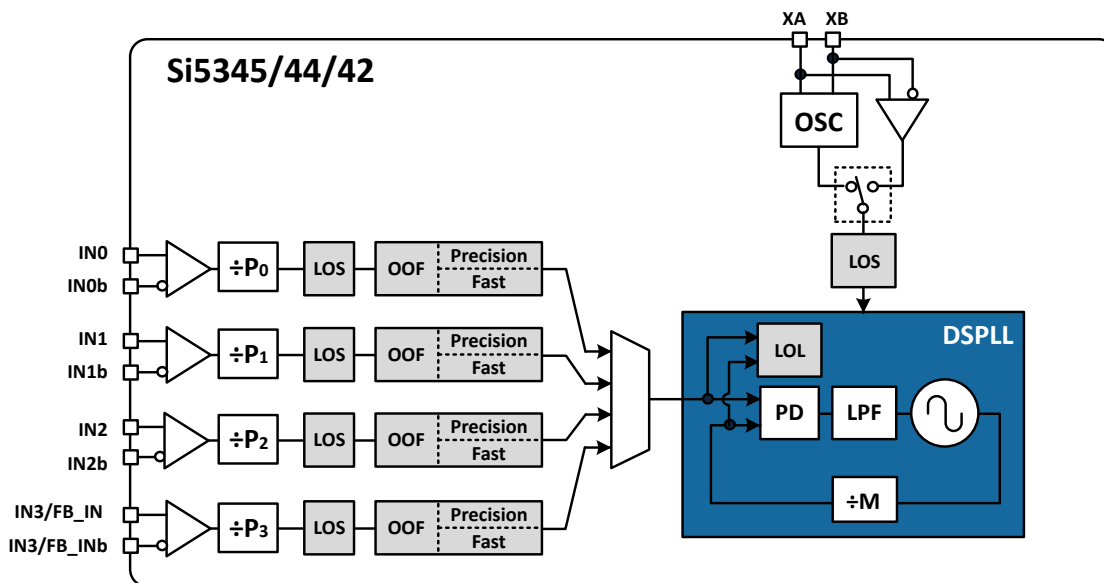 XA XB
Si5345/44/42
OSC
LOS
IN0
IN0b
÷P0
LOS
OOF
Precision
Fast
IN1
IN1b
÷P1
LOS
OOF
Precision
Fast
IN2
IN2b
÷P2
LOS
OOF
Precision
Fast
IN3/FB_IN
IN3/FB_INb
÷P3
LOS
OOF
Precision
Fast
DSPLL
LOL
PD
LPF
÷M